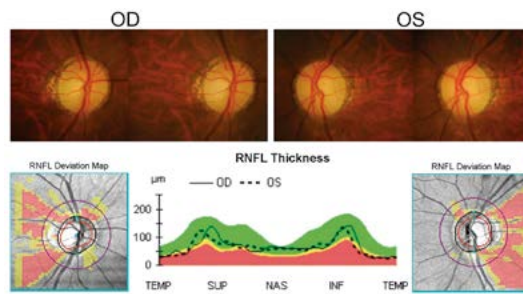 OD
OS
RNFL Deviation Map
RNFL Thickness
RNFL Deviation Map
μm
OD
OS
200
100
0
TEMP
SUP
NAS
INF
TEMP